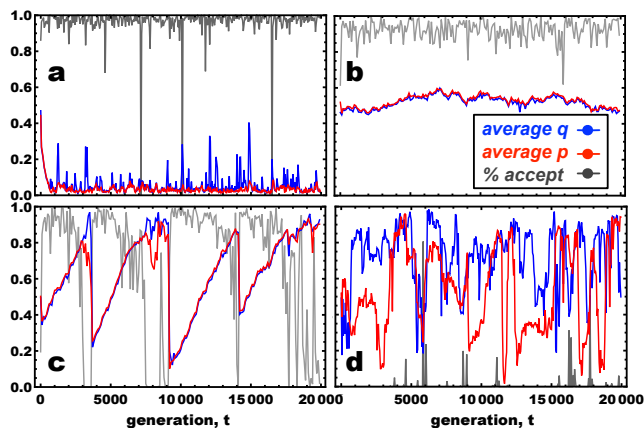 1.0
0.8
0.6
0.4
0.2
0.0
a
b
average q
average p
% accept
1.0
0.8
0.6
0.4
0.2
0.0
c
d
0 5000 10000 15000 20000
5000 10000 15000 20000
generation, t
generation, t